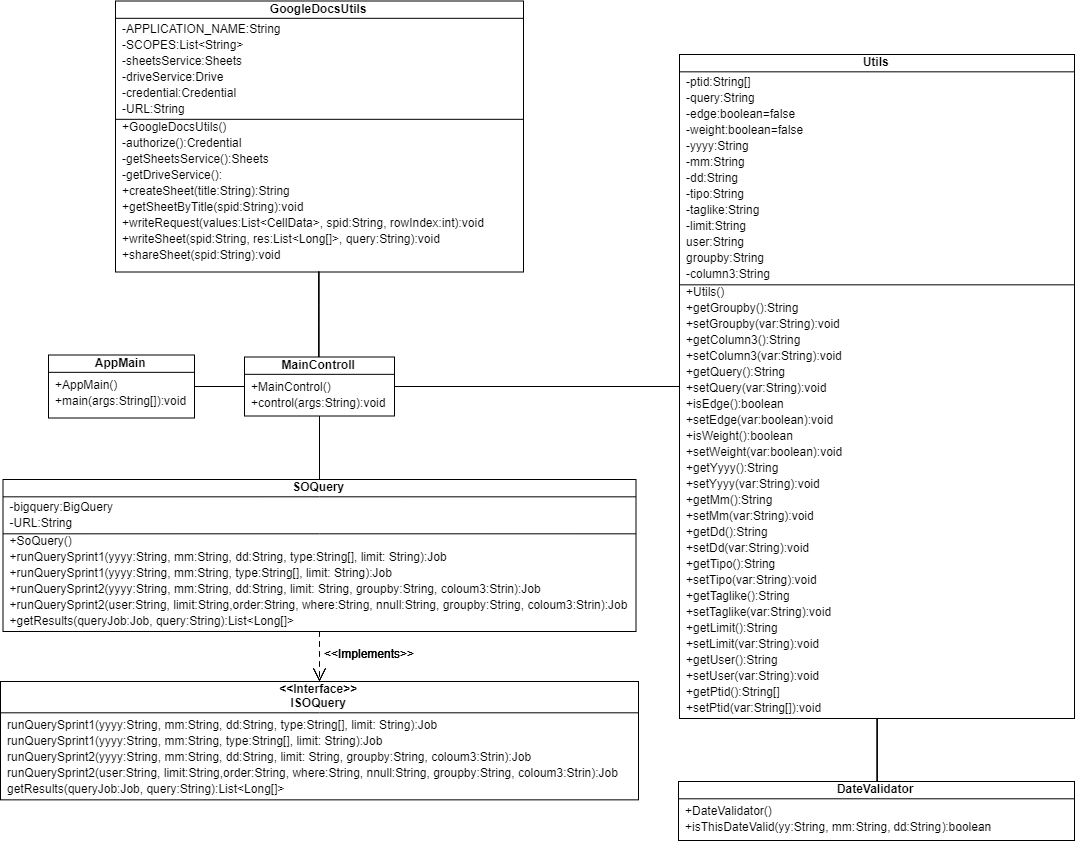 GoogleDocsUtils
-APPLICATION_NAME:String
-SCOPES:List<String>
-sheetsService:Sheets
-driveService:Drive
-credential:Credential
-URL:String
+GoogleDocsUtils()
-authorize():Credential
-getSheetsService():Sheets
-getDriveService():
+createSheet(title:String):String
+getSheetByTitle(spid:String):void
+writeRequest(values:List<CellData>, spid:String, rowIndex:int):void
+writeSheet(spid:String, res:List<Long[]>, query:String):void
+shareSheet(spid:String):void
Utils
-ptid:String[]
-query:String
-edge:boolean=false
-weight:boolean=false
-yyyy:String
-mm:String
-dd:String
-tipo:String
-taglike:String
-limit:String
user:String
groupby:String
-column3:String
+Utils()
+getGroupby():String
+setGroupby(var:String):void
+getColumn3():String
+setColumn3(var:String):void
+getQuery():String
+setQuery(var:String):void
+isEdge():boolean
+setEdge(var:boolean):void
+isWeight():boolean
+setWeight(var:boolean):void
+getYyyy():String
+setYyyy(var:String):void
+getMm():String
+setMm(var:String):void
+getDd():String
+setDd(var:String):void
+getTipo():String
+setTipo(var:String):void
+getTaglike():String
+setTaglike(var:String):void
+getLimit():String
+setLimit(var:String):void
+getUser():String
+setUser(var:String):void
+getPtid():String[]
+setPtid(var:String[]):void
AppMain
+AppMain()
+main(args:String[]):void
MainControll
+MainControl()
+control(args:String):void
SOQuery
-bigquery:BigQuery
-URL:String
+SoQuery()
+runQuerySprint1(yyyy:String, mm:String, dd:String, type:String[], limit: String):Job
+runQuerySprint1(yyyy:String, mm:String, type:String[], limit: String):Job
+runQuerySprint2(yyyy:String, mm:String, dd:String, limit: String, groupby:String, coloum3:Strin):Job
+runQuerySprint2(user:String, limit:String,order:String, where:String, nnull:String, groupby:String, coloum3:Strin):Job
+getResults(queryJob:Job, query:String):List<Long[]>
<<Implements>>
<<Interface>>
ISOQuery
runQuerySprint1(yyyy:String, mm:String, dd:String, type:String[], limit: String):Job
runQuerySprint1(yyyy:String, mm:String, type:String[], limit: String):Job
runQuerySprint2(yyyy:String, mm:String, dd:String, limit: String, groupby:String, coloum3:Strin):Job
runQuerySprint2(user:String, limit:String,order:String, where:String, nnull:String, groupby:String, coloum3:Strin):Job
getResults(queryJob:Job, query:String):List<Long[]>
DateValidator
+DateValidator()
+isThisDateValid(yy:String, mm:String, dd:String):boolean